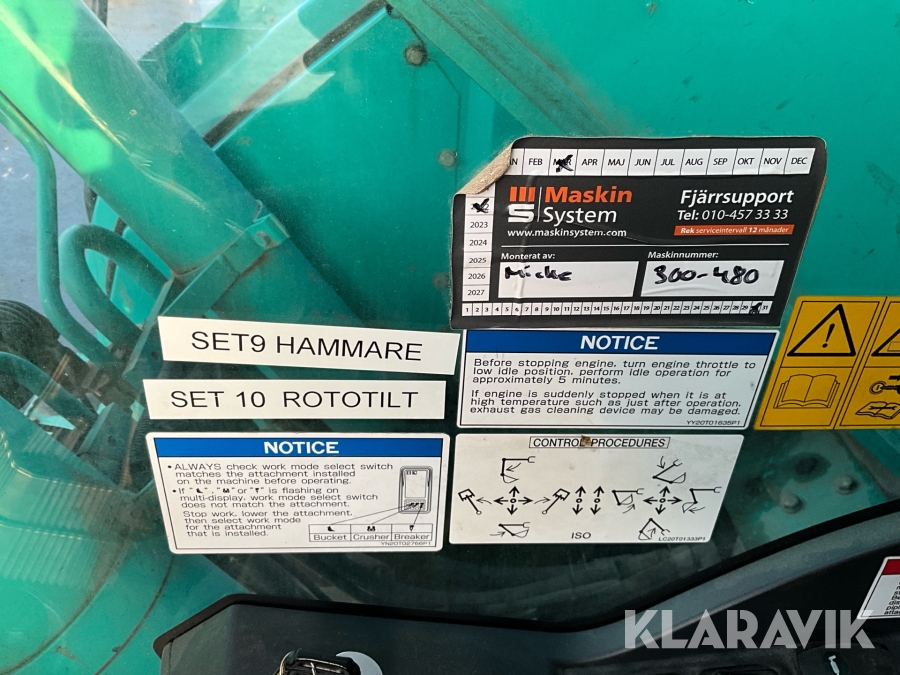 FEB APR MAJ JUN JUL AUG SEP OKT NOV DEC
Maskin
System
www.maskinsystem.com
Fjärrsupport
Tel: 010-457 33 33
Rek serviceintervall 12 månader
2023
2024
2025
2026
2027
Monterat av:
Micke
Maskinnummer:
300-480
1 2 3 4 5 6 7 8 9 10 11 12 13 14 15 16 17 18 19 20 21 22 23 24 25 26 27 28 29 31
SET9 HAMMARE
SET 10 ROTOTILT
NOTICE
Before stopping engine, turn engine throttle to
low idle position, perform idle operation for
approximately 5 minutes.
If engine is suddenly stopped when it is at
high temperature such as just after operation,
exhaust gas cleaning device may be damaged.
YY20T01635P1
NOTICE
• ALWAYS check work mode select switch
matches the attachment installed
on the machine before operating.
• If " ", " " or " " is flashing on
multi-display, work mode select switch
does not match the attachment.
Stop work, lower the attachment,
then select work mode
for the attachment
that is installed.
Bucket Crusher Breaker
YN20T02766P1
CONTROL PROCEDURES
ISO
LC20T01333P1
KLARAVIK